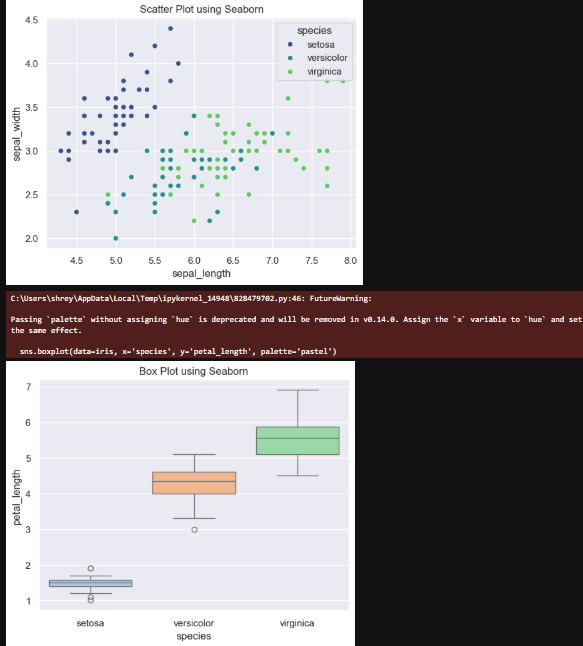 Scatter Plot using Seaborn
4.5
4.0
3.5
3.0
2.5
2.0
sepal_width
species
setosa
versicolor
virginica
4.5 5.0 5.5 6.0 6.5 7.0 7.5 8.0
sepal_length
C:\Users\shrey\AppData\Local\Temp\ipykernel_14948\828479702.py:46: FutureWarning:
Passing `palette` without assigning `hue` is deprecated and will be removed in v0.14.0. Assign the `x` variable to `hue` and set
the same effect.
sns.boxplot(data=iris, x='species', y='petal_length', palette='pastel')
Box Plot using Seaborn
7
6
5
4
3
2
1
petal_length
setosa versicolor virginica
species